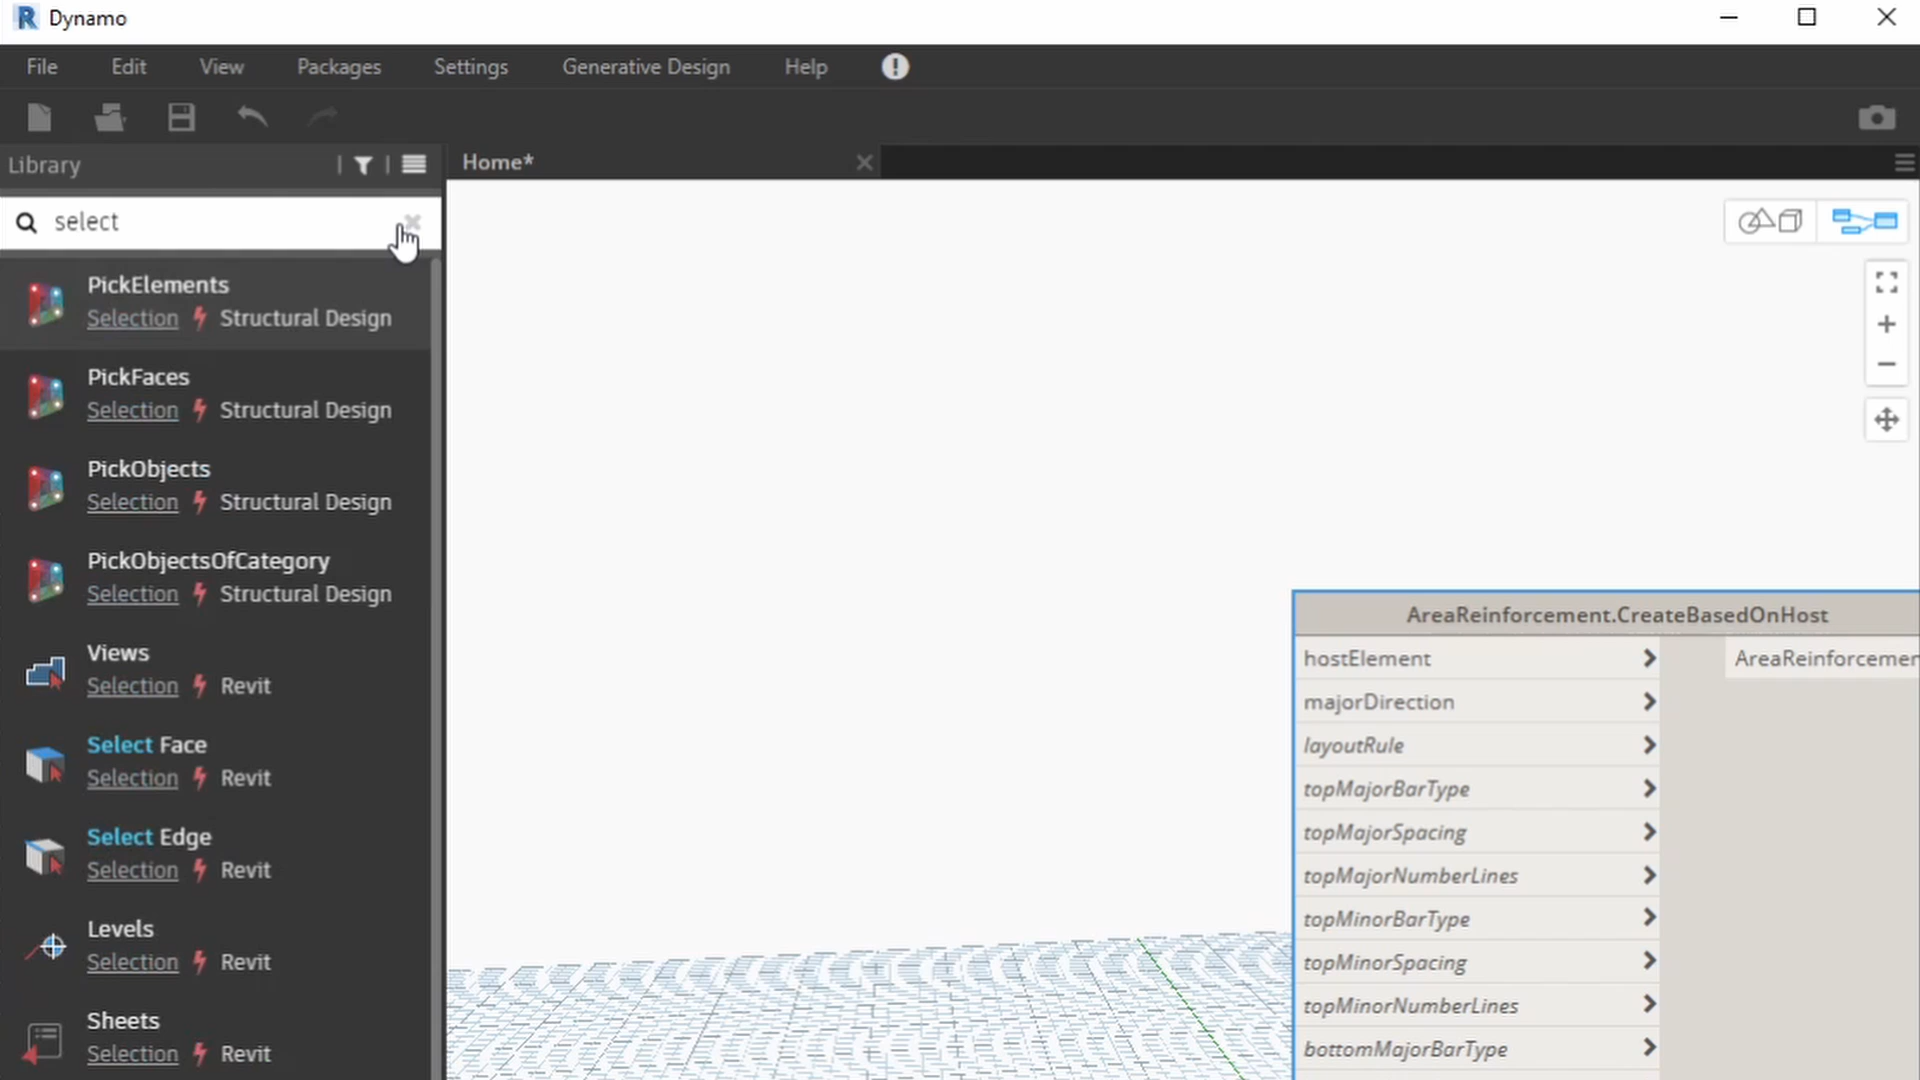 Dynamo
File Edit View Packages Settings Generative Design Help
Library
Home*
select
PickElements
Selection Structural Design
PickFaces
Selection Structural Design
PickObjects
Selection Structural Design
PickObjectsOfCategory
Selection Structural Design
Views
Selection Revit
Select Face
Selection Revit
Select Edge
Selection Revit
Levels
Selection Revit
Sheets
Selection Revit
AreaReinforcement.CreateBasedOnHost
hostElement
AreaReinforcemen
majorDirection
layoutRule
topMajorBarType
topMajorSpacing
topMajorNumberLines
topMinorBarType
topMinorSpacing
topMinorNumberLines
bottomMajorBarType